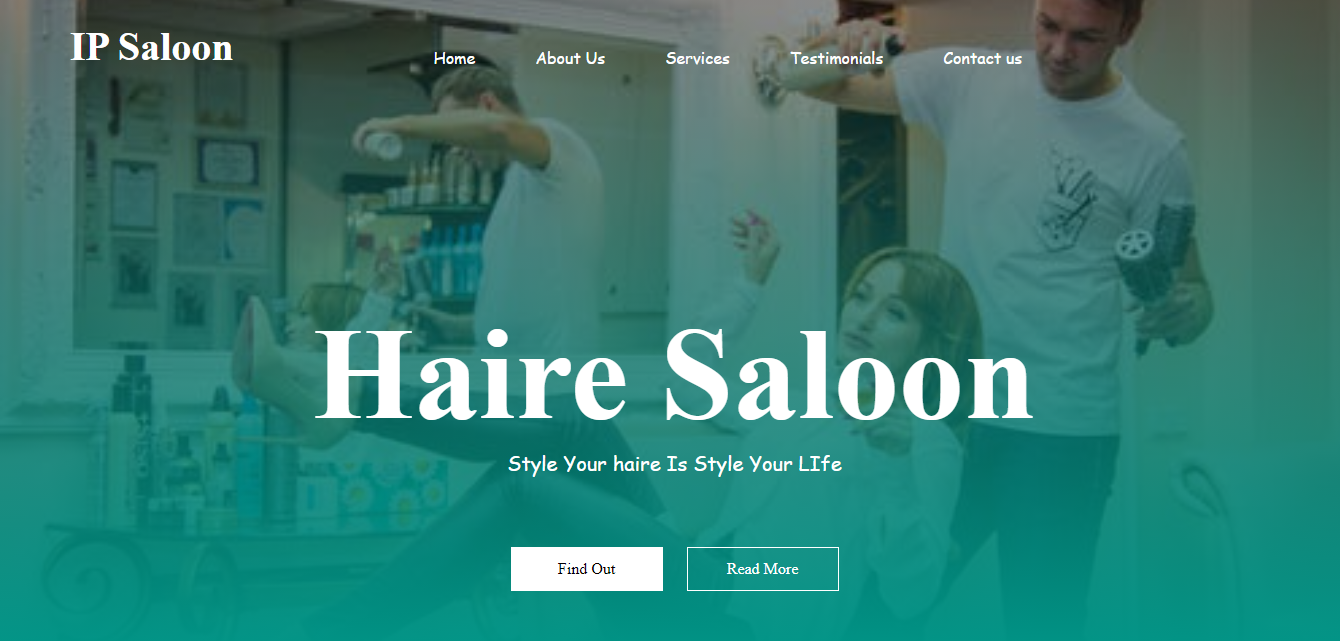 IP Saloon
Home About Us Services Testimonials Contact us
Haire Saloon
Style Your haire Is Style Your LIfe
Find Out Read More